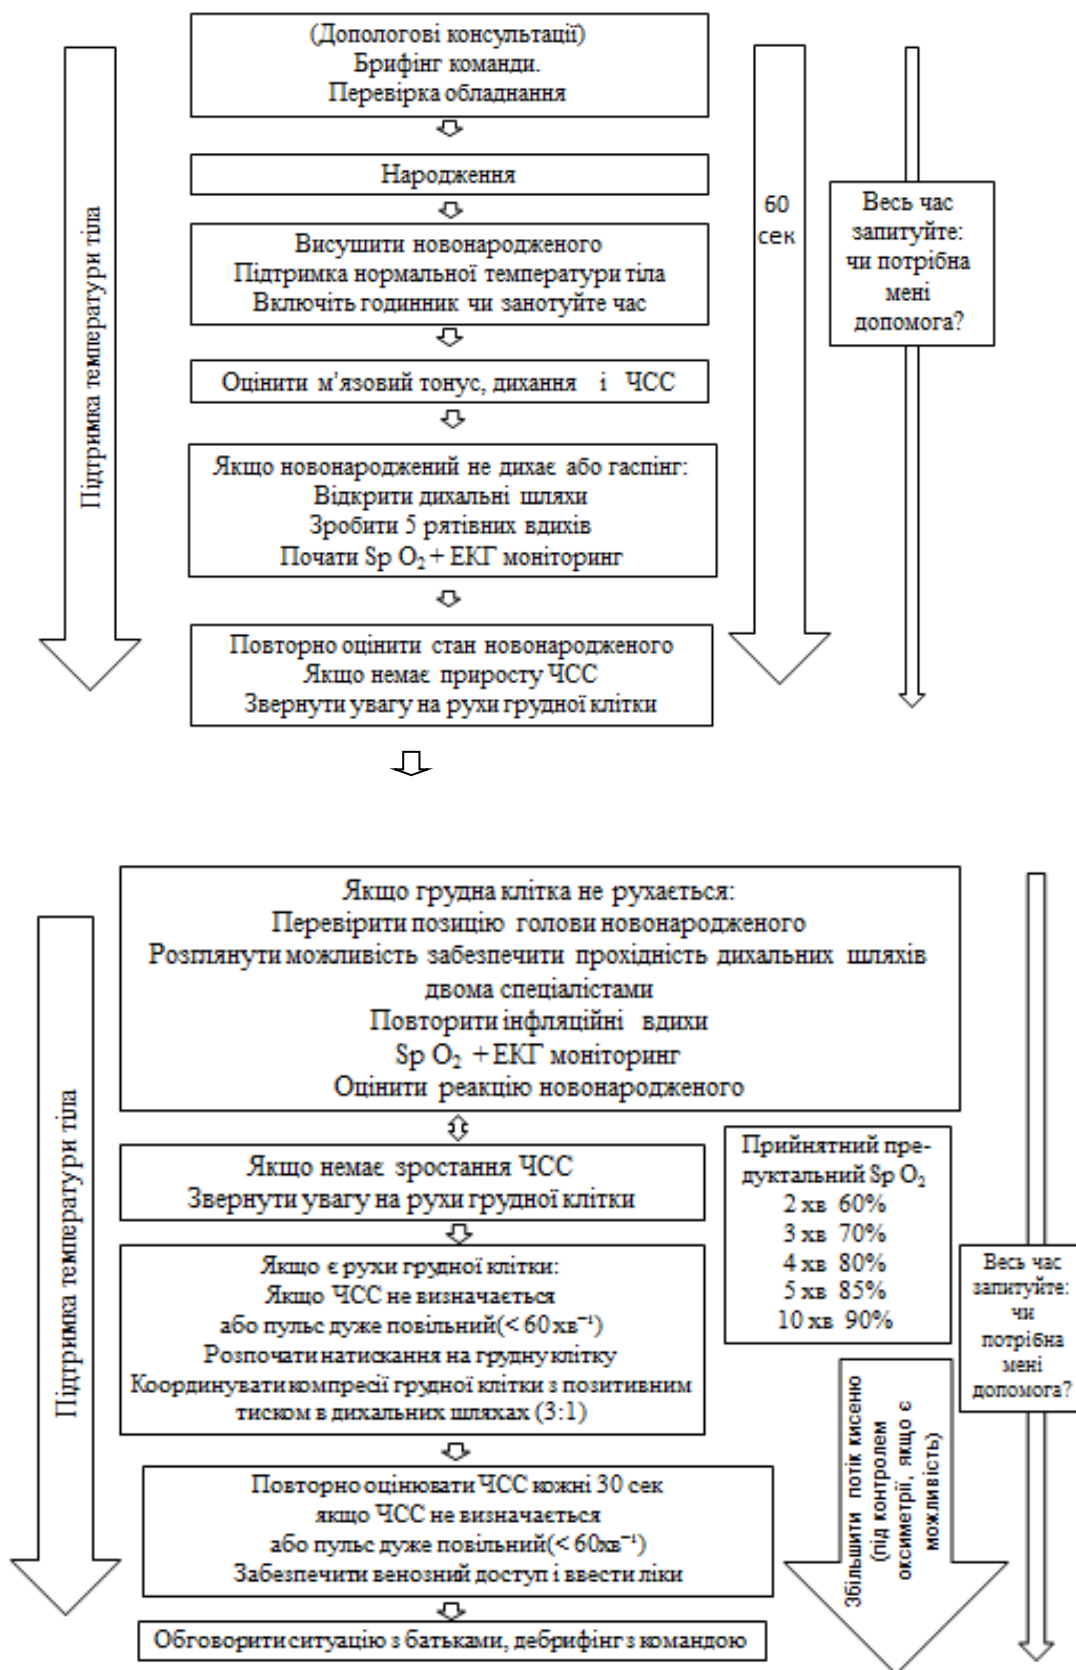 (Допологові консультації)
Брифінг команди.
Перевірка обладнання
Народження
Висушити новонародженого
Підтримка нормальної температури тіла
Включіть годинник чи занотуйте час
Оцінити м’язовий тонус, дихання і ЧСС
Якщо новонароджений не дихає або гаспінг:
Відкрити дихальні шляхи
Зробити 5 рятівних вдихів
Почати Sp O₂ + ЕКГ моніторинг
Повторно оцінити стан новонародженого
Якщо немає приросту ЧСС
Звернути увагу на рухи грудної клітки
Підтримка температури тіла
60
сек
Весь час
запитуйте:
чи потрібна
мені
допомога?
Якщо грудна клітка не рухається:
Перевірити позицію голови новонародженого
Розглянути можливість забезпечити прохідність дихальних шляхів
двома спеціалістами
Повторити інфляційні вдихи
Sp O₂ + ЕКГ моніторинг
Оцінити реакцію новонародженого
Якщо немає зростання ЧСС
Звернути увагу на рухи грудної клітки
Якщо є рухи грудної клітки:
Якщо ЧСС не визначається
або пульс дуже повільний(< 60 хв⁻¹)
Розпочати натискання на грудну клітку
Координувати компресії грудної клітки з позитивним
тиском в дихальних шляхах (3:1)
Повторно оцінювати ЧСС кожні 30 сек
якщо ЧСС не визначається
або пульс дуже повільний(< 60хв⁻¹)
Забезпечити венозний доступ і ввести ліки
Обговорити ситуацію з батьками, дебрифінг з командою
Підтримка температури тіла
Прийнятний пре-
дуктальний Sp O₂
2 хв 60%
3 хв 70%
4 хв 80%
5 хв 85%
10 хв 90%
Збільшити потік кисеню
(під контролем
оксиметрії, якщо є
можливість)
Весь час
запитуйте:
чи
потрібна
мені
допомога?